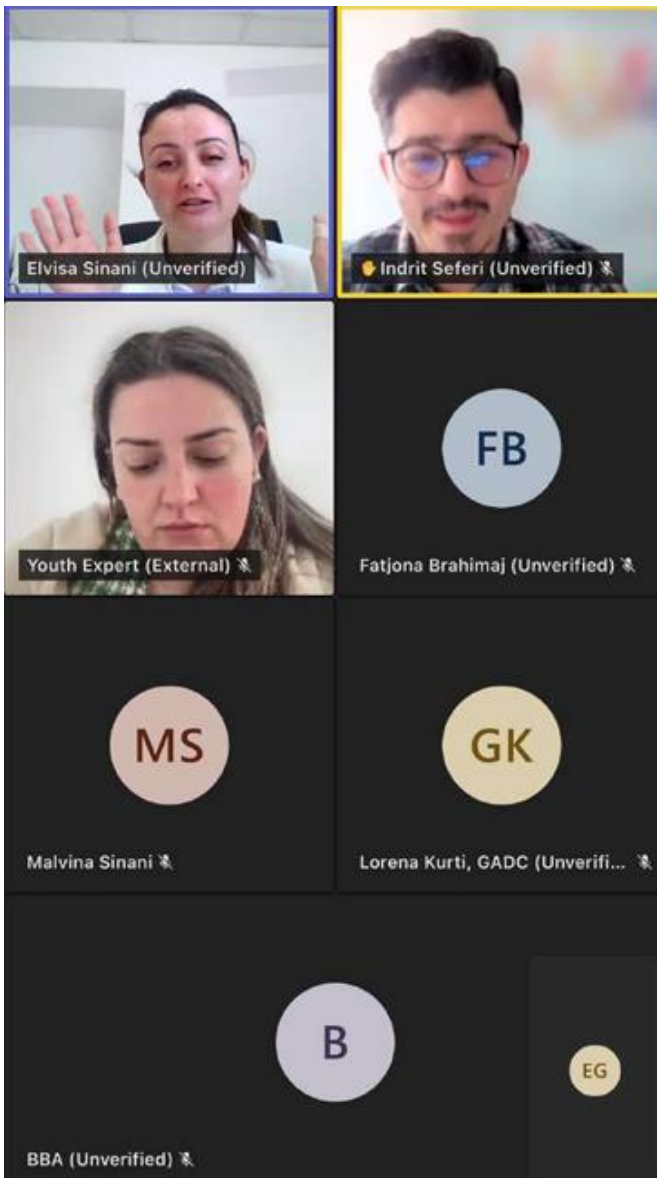 Elvisa Sinani (Unverified)
Indrit Seferi (Unverified)
Youth Expert (External)
FB
Fatjona Brahimaj (Unverified)
MS
Malvina Sinani
GK
Lorena Kurti, GADC (Unverifi...
B
BBA (Unverified)
EG